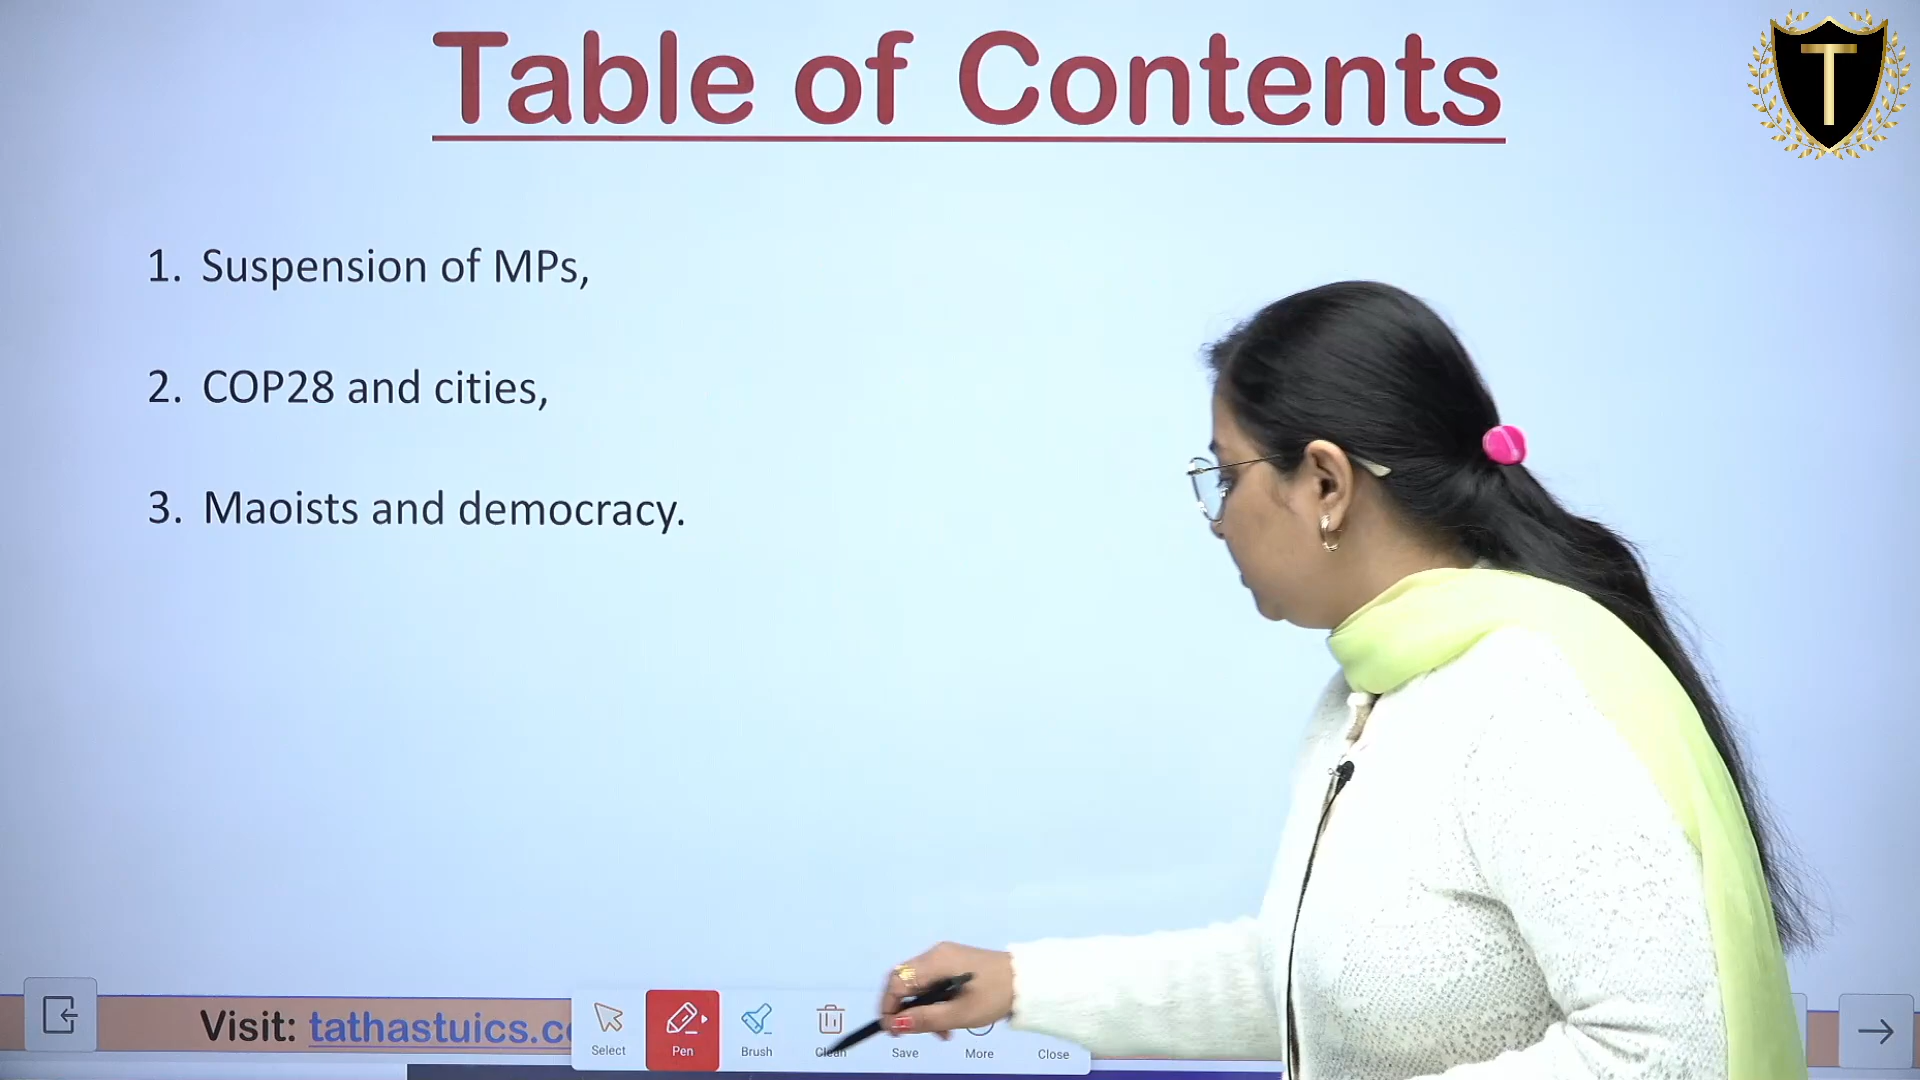 T
Table of Contents
1. Suspension of MPs,
2. COP28 and cities,
3. Maoists and democracy.
Visit: tathastuics.c
Select
Pen
Brush
Clean
Save
More
Close